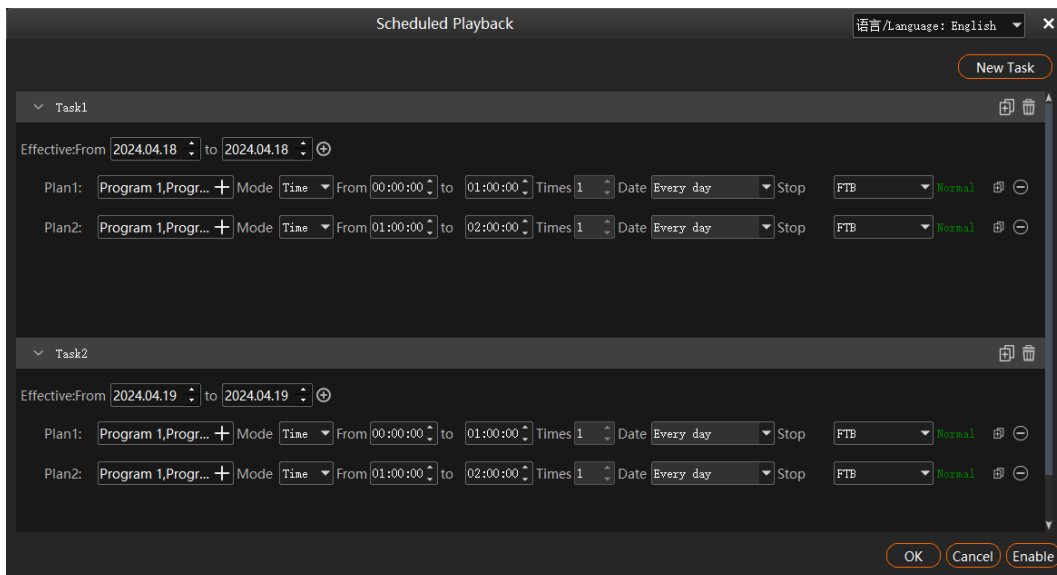 Scheduled Playback 语言/Language: English
New Task
Task1
Effective:From 2024.04.18 to 2024.04.18
Plan1: Program 1,Progr... Mode Time From 00:00:00 to 01:00:00 Times 1 Date Every day Stop FTB Normal
Plan2: Program 1,Progr... Mode Time From 01:00:00 to 02:00:00 Times 1 Date Every day Stop FTB Normal
Task2
Effective:From 2024.04.19 to 2024.04.19
Plan1: Program 1,Progr... Mode Time From 00:00:00 to 01:00:00 Times 1 Date Every day Stop FTB Normal
Plan2: Program 1,Progr... Mode Time From 01:00:00 to 02:00:00 Times 1 Date Every day Stop FTB Normal
OK Cancel Enable